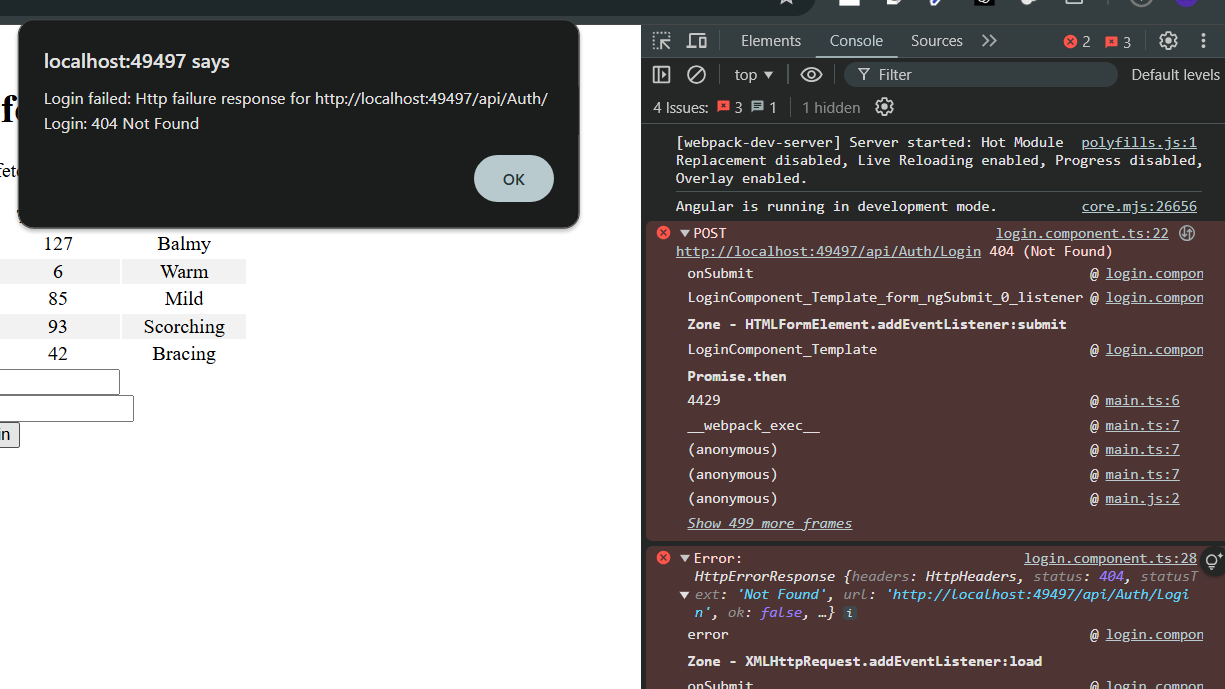 localhost:49497 says
Login failed: Http failure response for http://localhost:49497/api/Auth/
Login: 404 Not Found
OK
127 Balmy
6 Warm
85 Mild
93 Scorching
42 Bracing
in
Elements Console Sources 2 3
top Filter Default levels
4 Issues: 3 1 1 hidden
[webpack-dev-server] Server started: Hot Module polyfills.js:1
Replacement disabled, Live Reloading enabled, Progress disabled,
Overlay enabled.
Angular is running in development mode. core.mjs:26656
POST login.component.ts:22
http://localhost:49497/api/Auth/Login 404 (Not Found)
onSubmit @ login.compon
LoginComponent_Template_form_ngSubmit_0_listener @ login.compon
Zone - HTMLFormElement.addEventListener:submit
LoginComponent_Template @ login.compon
Promise.then
4429 @ main.ts:6
__webpack_exec__ @ main.ts:7
(anonymous) @ main.ts:7
(anonymous) @ main.ts:7
(anonymous) @ main.js:2
Show 499 more frames
Error: login.component.ts:28
HttpErrorResponse {headers: HttpHeaders, status: 404, statusT
ext: 'Not Found', url: 'http://localhost:49497/api/Auth/Logi
n', ok: false, …} i
error @ login.compon
Zone - XMLHttpRequest.addEventListener:load
onSubmit @ login.compon